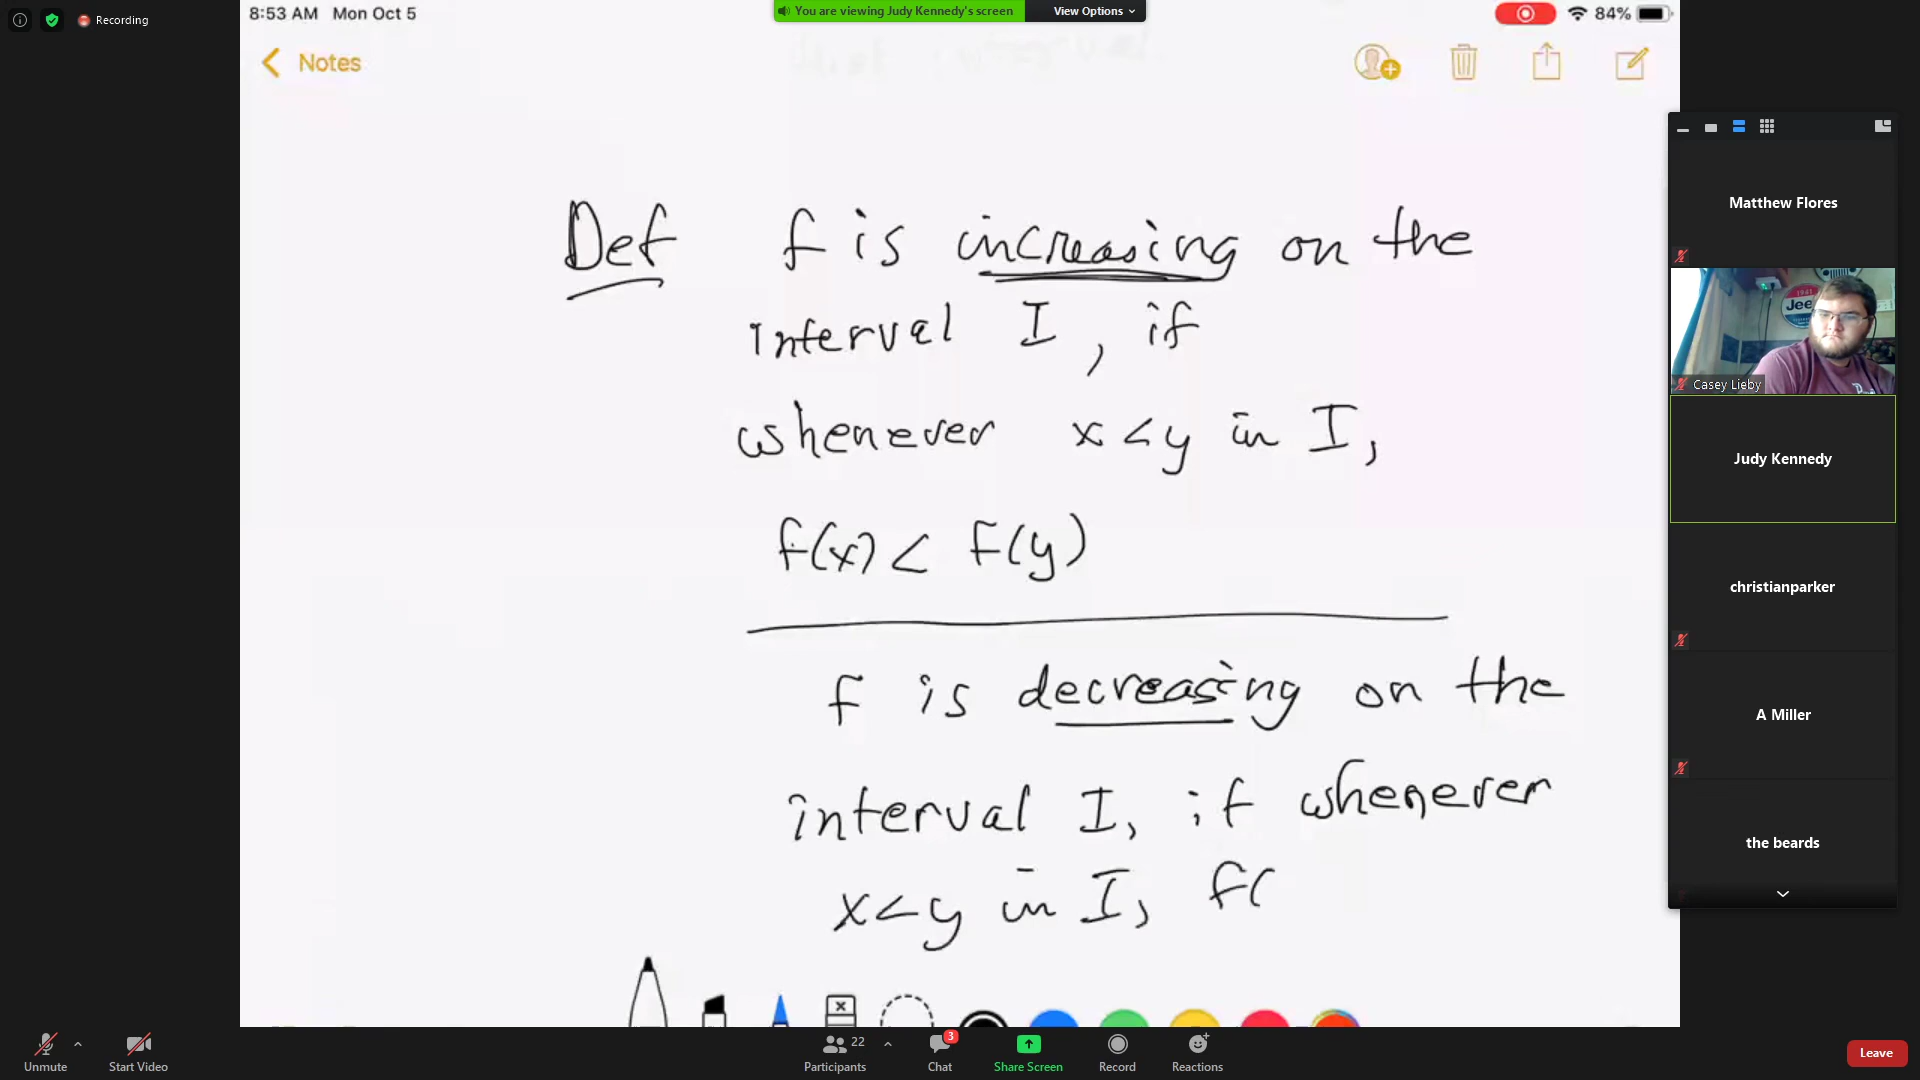 Recording
8:53 AM Mon Oct 5
You are viewing Judy Kennedy's screen
View Options
84%
Notes
Def f is increasing on the
interval I, if
whenever x<y in I,
f(x) < f(y)
f is decreasing on the
interval I, if whenever
x<y in I, f(
Matthew Flores
1941
Jee
Casey Lieby
Judy Kennedy
christianparker
A Miller
the beards
Unmute
Start Video
Participants
22
Chat
3
Share Screen
Record
Reactions
Leave